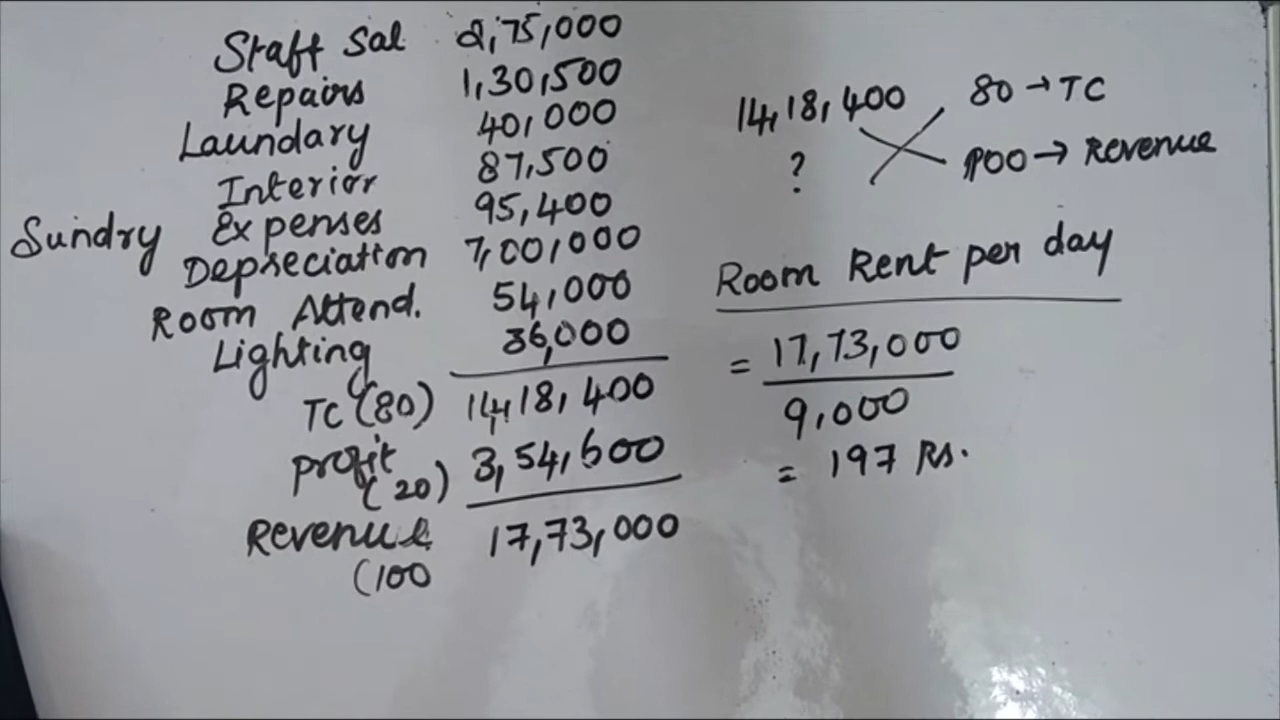 Staff Sal 2,75,000
Repairs 1,30,500
Laundary 40,000
Interior 87,500
Sundry Expenses 95,400
Depreciation 7,00,000
Room Attend. 54,000
Lighting 36,000
TC (80) 14,18,400
Profit (20) 3,54,600
Revenue (100 17,73,000
14,18,400 80 → TC
? 100 → Revenue
Room Rent per day
= 17,73,000
9,000
= 197 Rs.